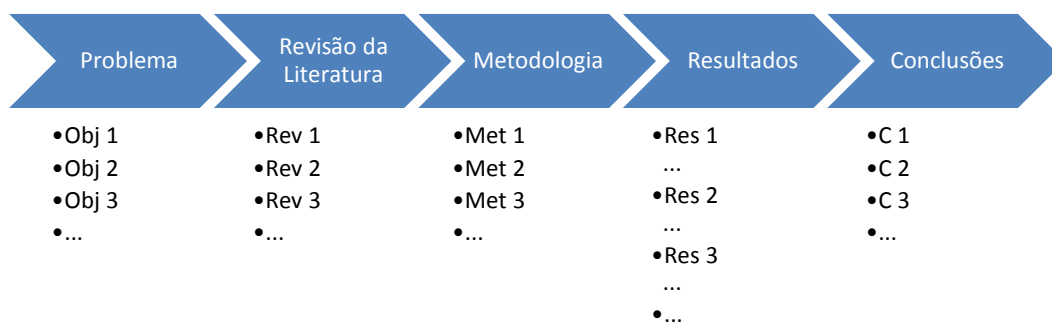 Problema
Revisão da
Literatura
Metodologia
Resultados
Conclusões
•Obj 1
•Obj 2
•Obj 3
•...
•Rev 1
•Rev 2
•Rev 3
•...
•Met 1
•Met 2
•Met 3
•...
•Res 1
...
•Res 2
...
•Res 3
...
•...
•C 1
•C 2
•C 3
•...